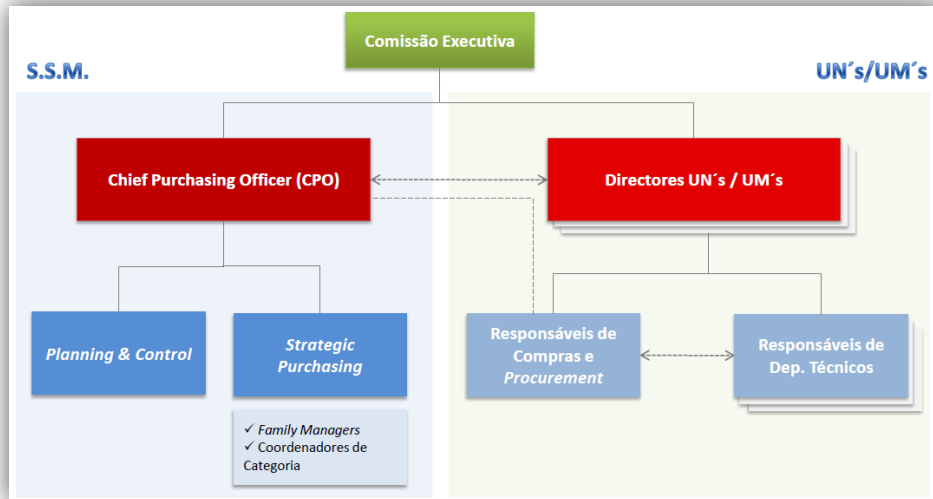 Comissão Executiva
S.S.M.
UN´s/UM´s
Chief Purchasing Officer (CPO)
Directores UN´s / UM´s
Planning & Control
Strategic
Purchasing
Responsáveis de
Compras e
Procurement
Responsáveis de
Dep. Técnicos
✓ Family Managers
✓ Coordenadores de
Categoria